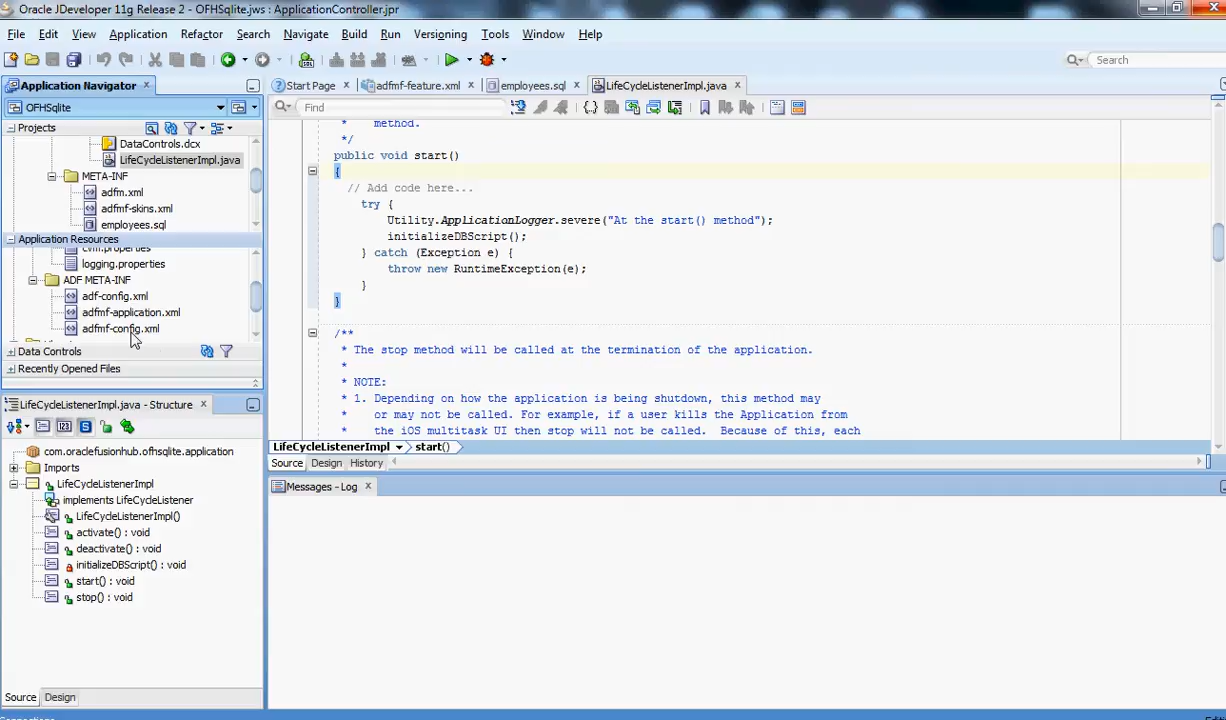 Oracle JDeveloper 11g Release 2 - OFHSqlite.jws : ApplicationController.jpr
File Edit View Application Refactor Search Navigate Build Run Versioning Tools Window Help
Search
Application Navigator
Start Page adfmf-feature.xml employees.sql LifeCycleListenerImpl.java
OFHSqlite
Find
Projects
DataControls.dcx
LifeCycleListenerImpl.java
META-INF
adfm.xml
adfmf-skins.xml
employees.sql
Application Resources
cvm.properties
logging.properties
ADF META-INF
adf-config.xml
adfmf-application.xml
adfmf-config.xml
Data Controls
Recently Opened Files
* method.
*/
public void start()
{
// Add code here...
try {
Utility.ApplicationLogger.severe("At the start() method");
initializeDBScript();
} catch (Exception e) {
throw new RuntimeException(e);
}
}
/**
* The stop method will be called at the termination of the application.
*
* NOTE:
* 1. Depending on how the application is being shutdown, this method may
* or may not be called. For example, if a user kills the Application from
* the iOS multitask UI then stop will not be called. Because of this, each
LifeCycleListenerImpl start()
Source Design History
LifeCycleListenerImpl.java - Structure
com.oraclefusionhub.ofhsqlite.application
Imports
LifeCycleListenerImpl
implements LifeCycleListener
LifeCycleListenerImpl()
activate() : void
deactivate() : void
initializeDBScript() : void
start() : void
stop() : void
Source Design
Messages - Log